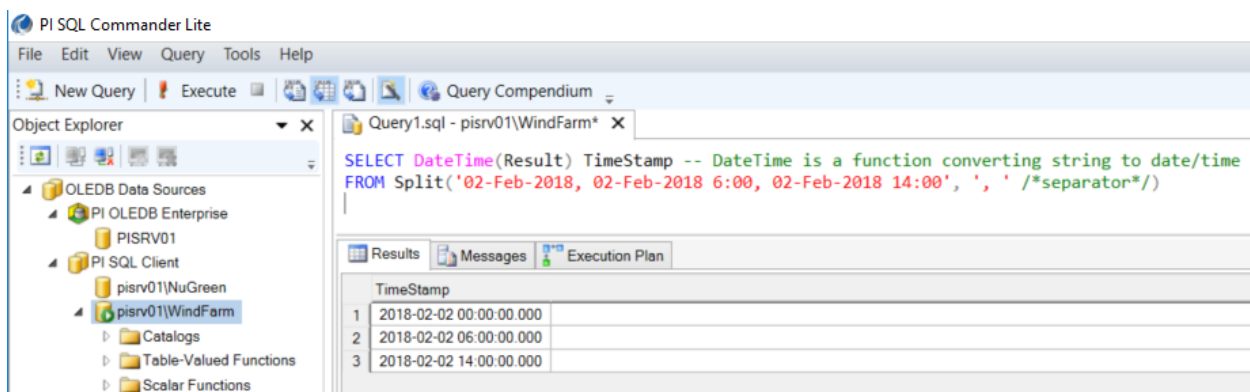 PI SQL Commander Lite
File Edit View Query Tools Help
New Query Execute Query Compendium
Object Explorer
Query1.sql - pisrv01\WindFarm*
SELECT DateTime(Result) TimeStamp -- DateTime is a function converting string to date/time
FROM Split('02-Feb-2018, 02-Feb-2018 6:00, 02-Feb-2018 14:00', ', ' /*separator*/)
OLEDB Data Sources
PI OLEDB Enterprise
PISRV01
PI SQL Client
pisrv01\NuGreen
pisrv01\WindFarm
Catalogs
Table-Valued Functions
Scalar Functions
Results Messages Execution Plan
TimeStamp
1 2018-02-02 00:00:00.000
2 2018-02-02 06:00:00.000
3 2018-02-02 14:00:00.000